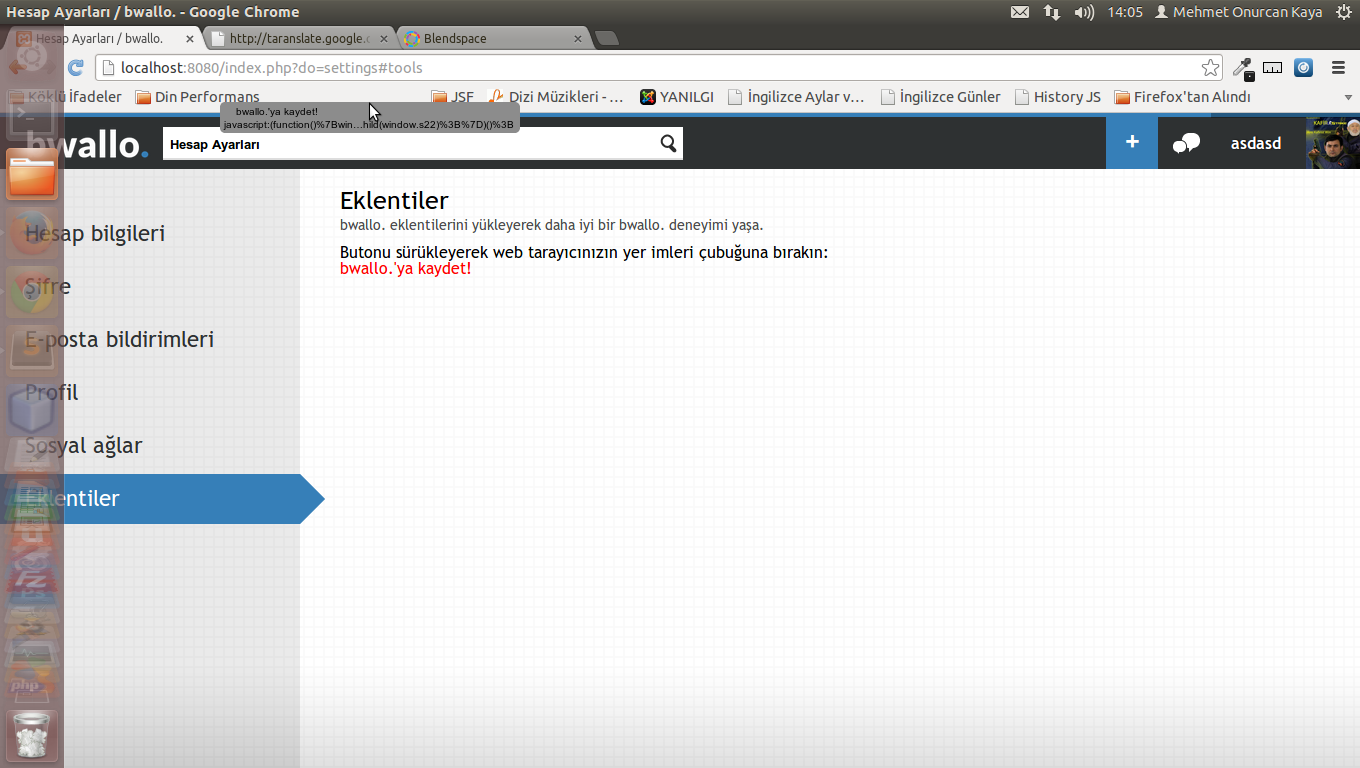 Hesap Ayarları / bwallo. - Google Chrome
14:05
Mehmet Onurcan Kaya
Hesap Ayarları / bwallo.
http://taranslate.google.c
Blendspace
localhost:8080/index.php?do=settings#tools
Köklü İfadeler
Din Performans
JSF
Dizi Müzikleri - ...
YANILGI
İngilizce Aylar v...
İngilizce Günler
History JS
Firefox'tan Alındı
bwallo.'ya kaydet!
javascript:(function()%7Bwin...hild(window.s22)%3B%7D)()%3B
bwallo.
Hesap Ayarları
+
asdasd
Hesap bilgileri
Şifre
E-posta bildirimleri
Profil
Sosyal ağlar
Eklentiler
Eklentiler
bwallo. eklentilerini yükleyerek daha iyi bir bwallo. deneyimi yaşa.
Butonu sürükleyerek web tarayıcınızın yer imleri çubuğuna bırakın:
bwallo.'ya kaydet!
php